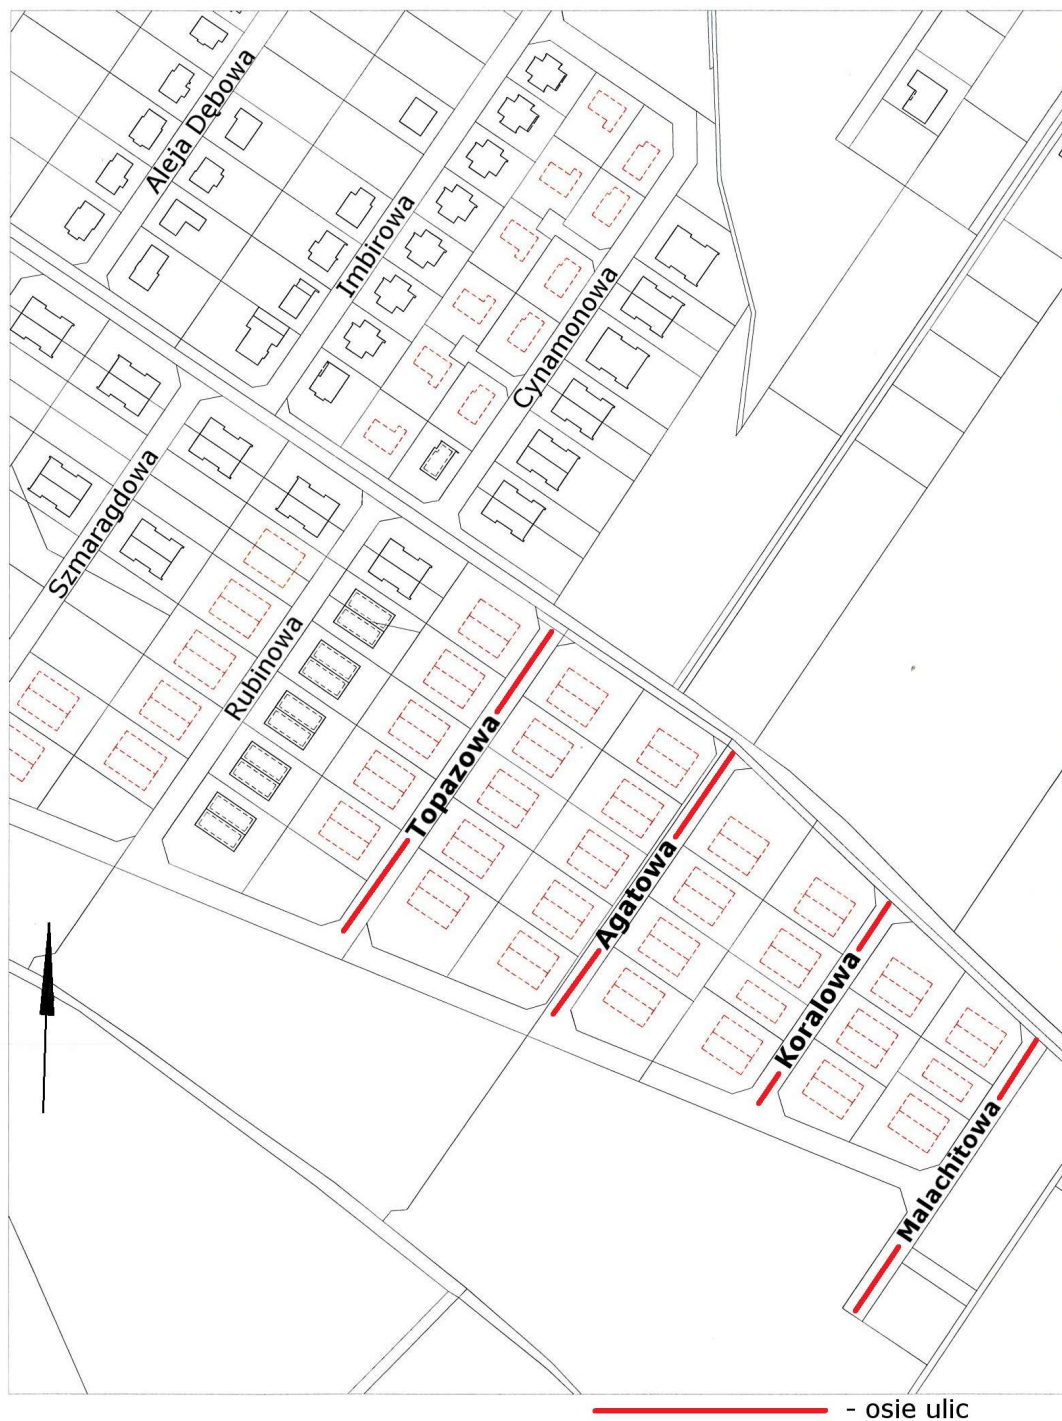 Aleja Dębowa
Imbirowa
Cynamonowa
Szmaragdowa
Rubinowa
Topazowa
Agatowa
Koralowa
Malachitowa
- osie ulic